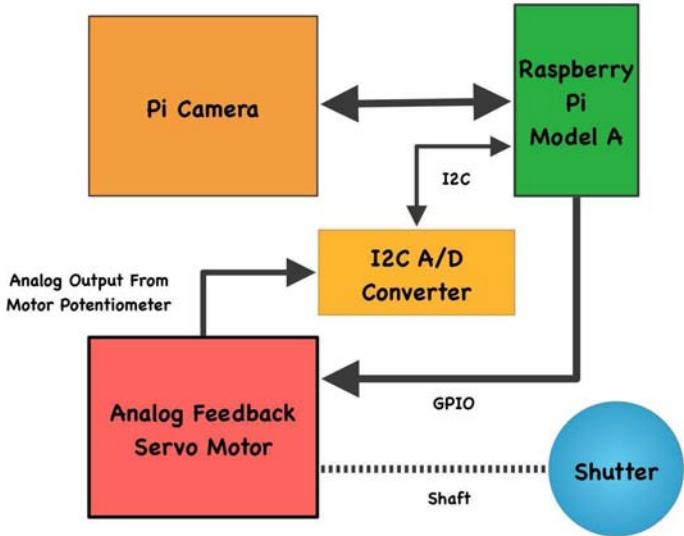 Pi Camera
Raspberry
Pi
Model A
I2C
I2C A/D
Converter
Analog Output From
Motor Potentiometer
Analog Feedback
Servo Motor
GPIO
Shaft
Shutter